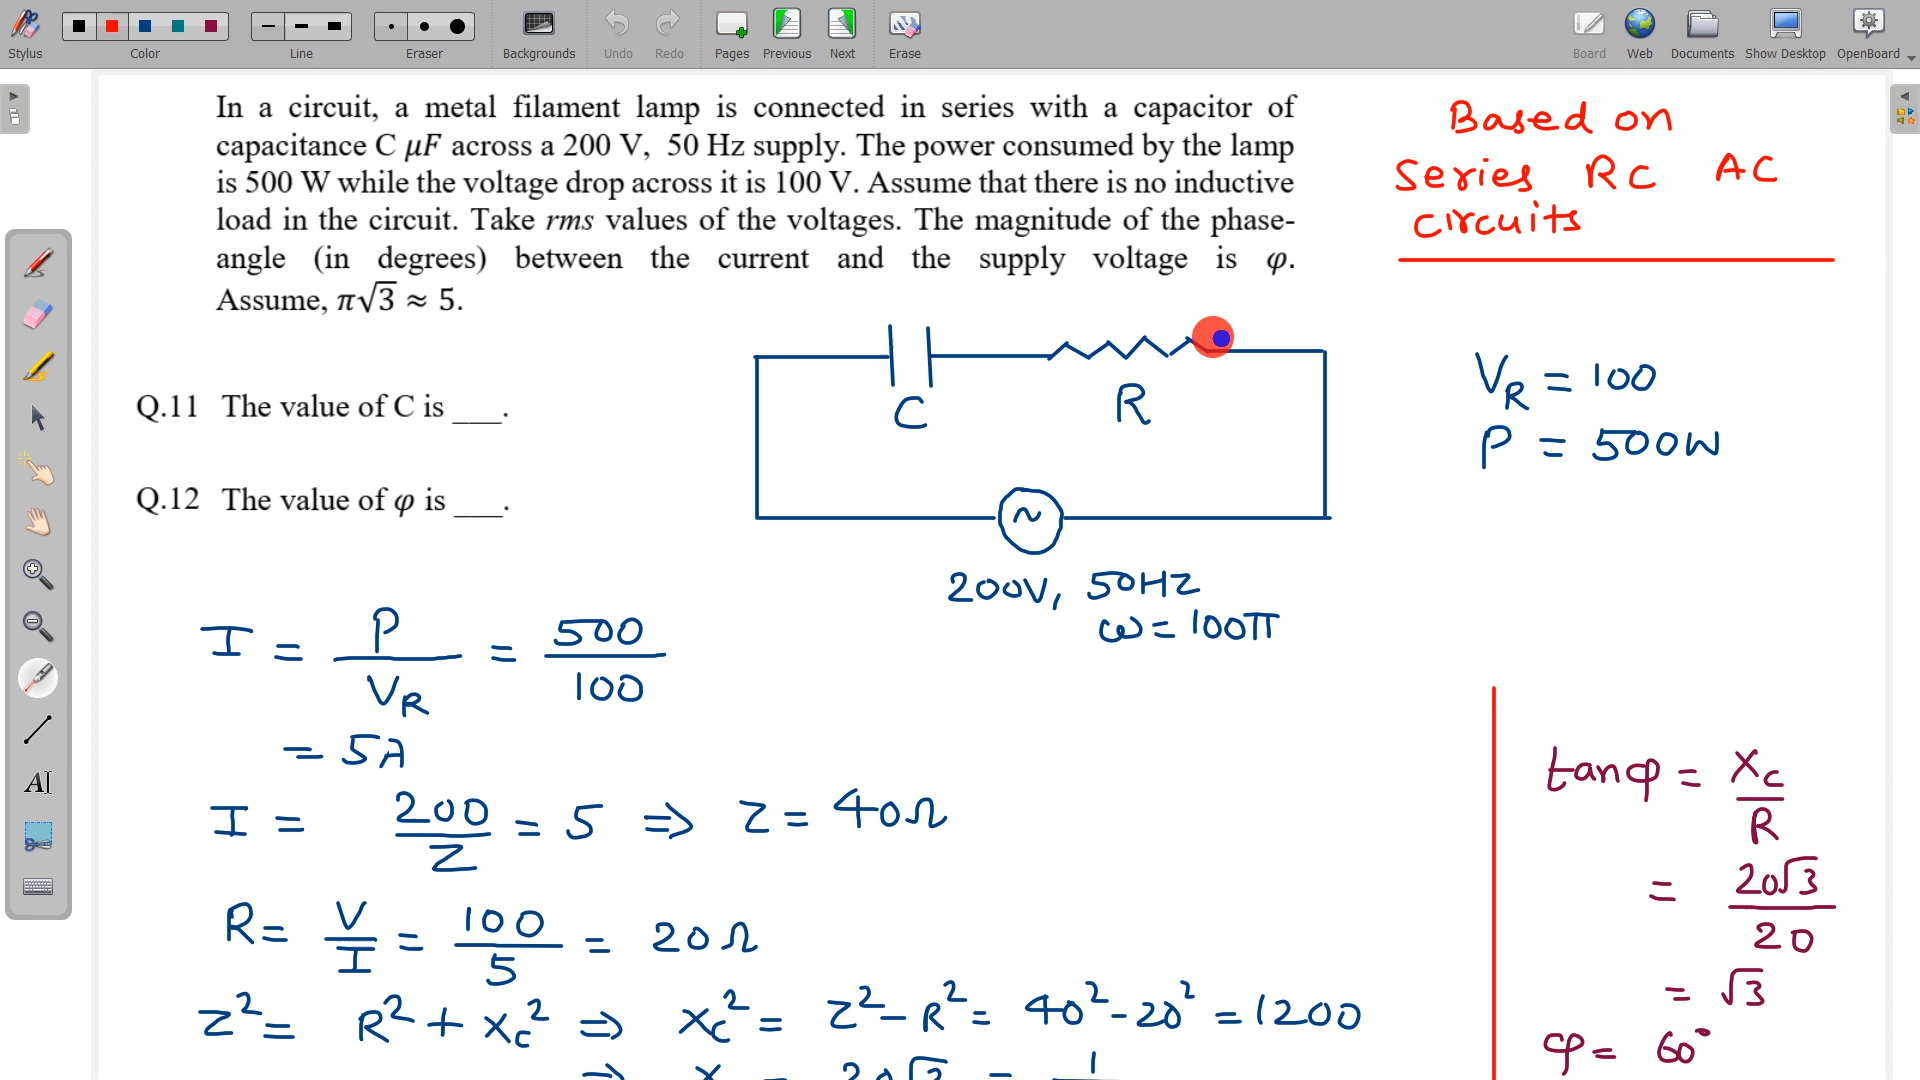 Stylus
Color
Line
Eraser
Backgrounds
Undo
Redo
Pages
Previous
Next
Erase
Board
Web
Documents
Show Desktop
OpenBoard
In a circuit, a metal filament lamp is connected in series with a capacitor of
capacitance C μF across a 200 V, 50 Hz supply. The power consumed by the lamp
is 500 W while the voltage drop across it is 100 V. Assume that there is no inductive
load in the circuit. Take rms values of the voltages. The magnitude of the phase-
angle (in degrees) between the current and the supply voltage is φ.
Assume, π√3 ≈ 5.
Based on
Series RC AC
circuits
Q.11 The value of C is ___.
Q.12 The value of φ is ___.
C
R
~
200V, 50HZ
ω = 100π
V_R = 100
P = 500W
I = P/V_R = 500/100
= 5A
I = 200/Z = 5 ⇒ Z = 40Ω
R = V/I = 100/5 = 20Ω
Z² = R² + X_C² ⇒ X_C² = Z² - R² = 40² - 20² = 1200
tanφ = X_C/R
= 20√3/20
= √3
φ = 60°
AI